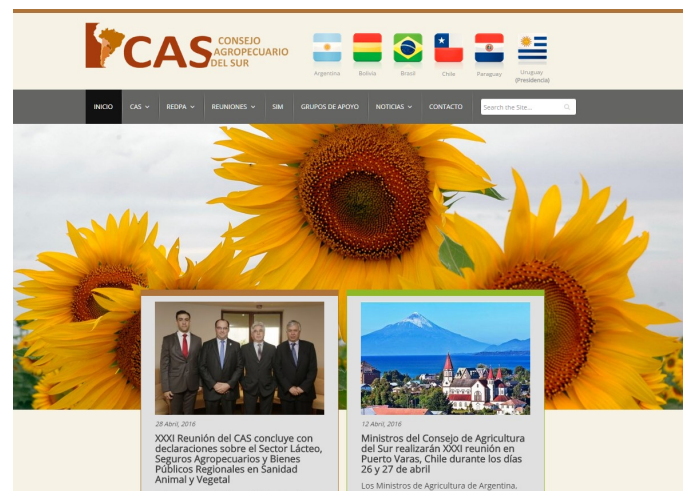 CAS
CONSEJO
AGROPECUARIO
DEL SUR
Argentina
Bolivia
Brasil
Chile
Paraguay
Uruguay
(Presidencia)
INICIO
CAS
REDPA
REUNIONES
SIM
GRUPOS DE APOYO
NOTICIAS
CONTACTO
Search the Site...
28 Abril, 2016
XXXI Reunión del CAS concluye con
declaraciones sobre el Sector Lácteo,
Seguros Agropecuarios y Bienes
Públicos Regionales en Sanidad
Animal y Vegetal
12 Abril, 2016
Ministros del Consejo de Agricultura
del Sur realizarán XXXI reunión en
Puerto Varas, Chile durante los días
26 y 27 de abril
Los Ministros de Agricultura de Argentina,